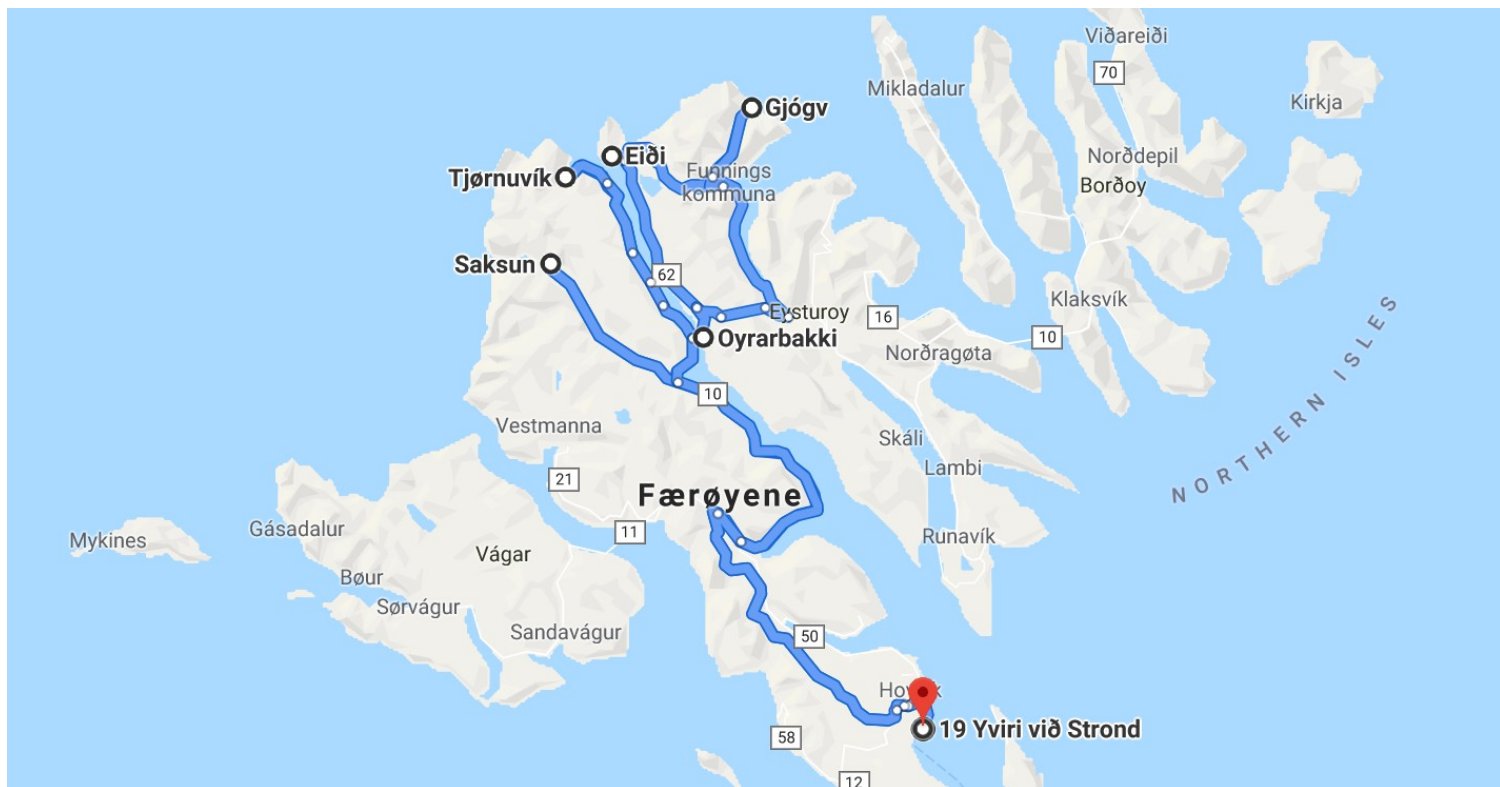 Viðareiði
70
Mikladalur
Kirkja
Gjógv
Eiði
Norðdepil
Tjørnuvík
Funnings
kommuna
Borðoy
Saksun
62
Klaksvík
Eysturoy
16
Oyrarbakki
10
Norðragøta
10
NORTHERN ISLES
Vestmanna
Skáli
Lambi
21
Færøyene
Gásadalur
11
Runavík
Mykines
Vágar
Bøur
Sørvágur
Sandavágur
50
19 Yviri við Strond
58
12